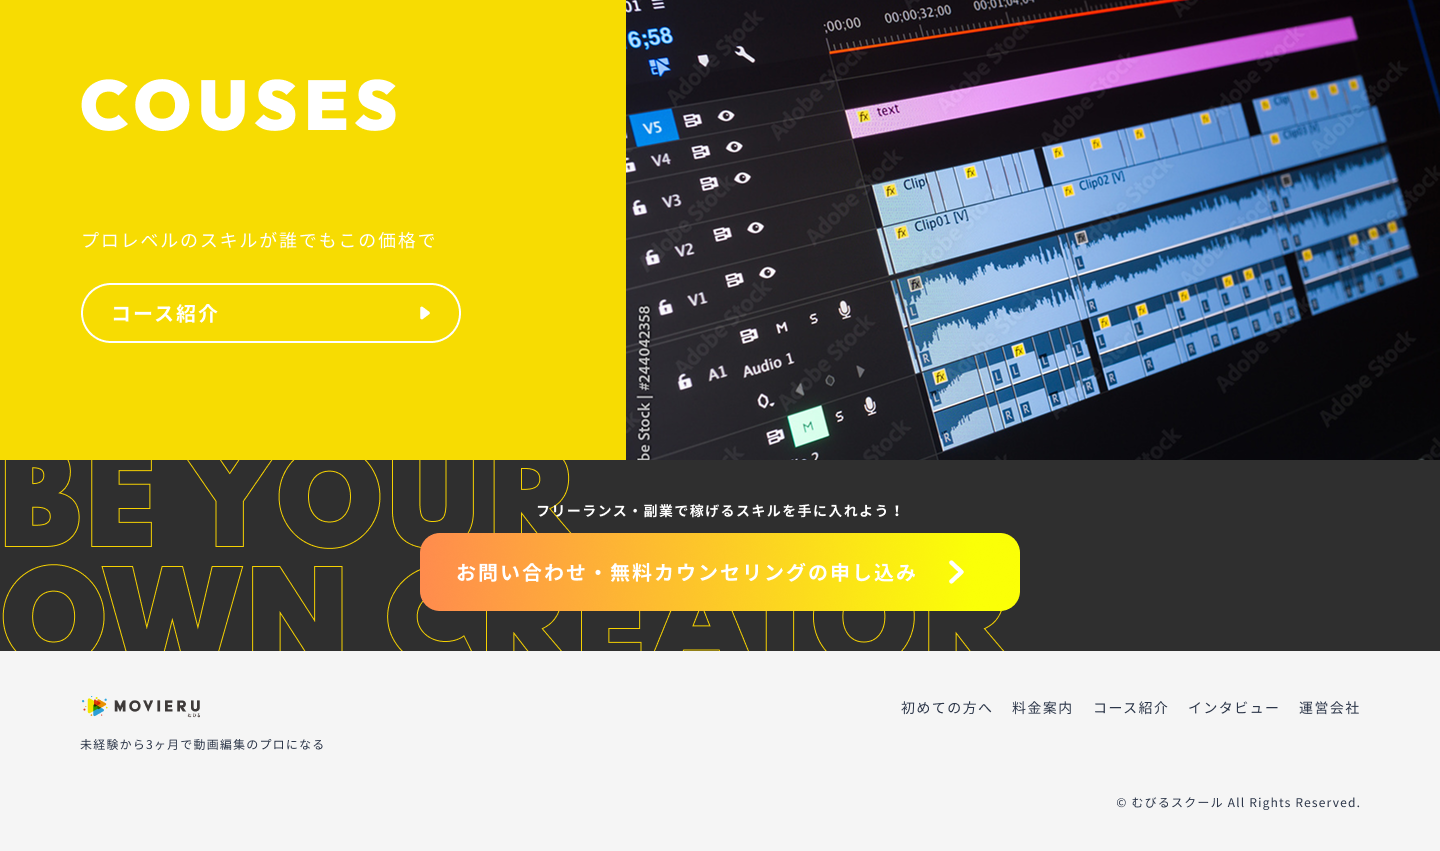 COUSES
プロレベルのスキルが誰でもこの価格で
コース紹介
01
6;58
;00;00
00;00;32;00
00;01;04;04
text
V5
V4
V3
V2
V1
A1
Audio 1
M
S
M
S
Clip
Clip01 [V]
Clip02 [V]
Clip
Clip03 [V]
Adobe Stock
be Stock | #244042358
BE YOUR
OWN CREATOR
フリーランス・副業で稼げるスキルを手に入れよう！
お問い合わせ・無料カウンセリングの申し込み
MOVIERU
むびる
初めての方へ 料金案内 コース紹介 インタビュー 運営会社
未経験から3ヶ月で動画編集のプロになる
© むびるスクール All Rights Reserved.